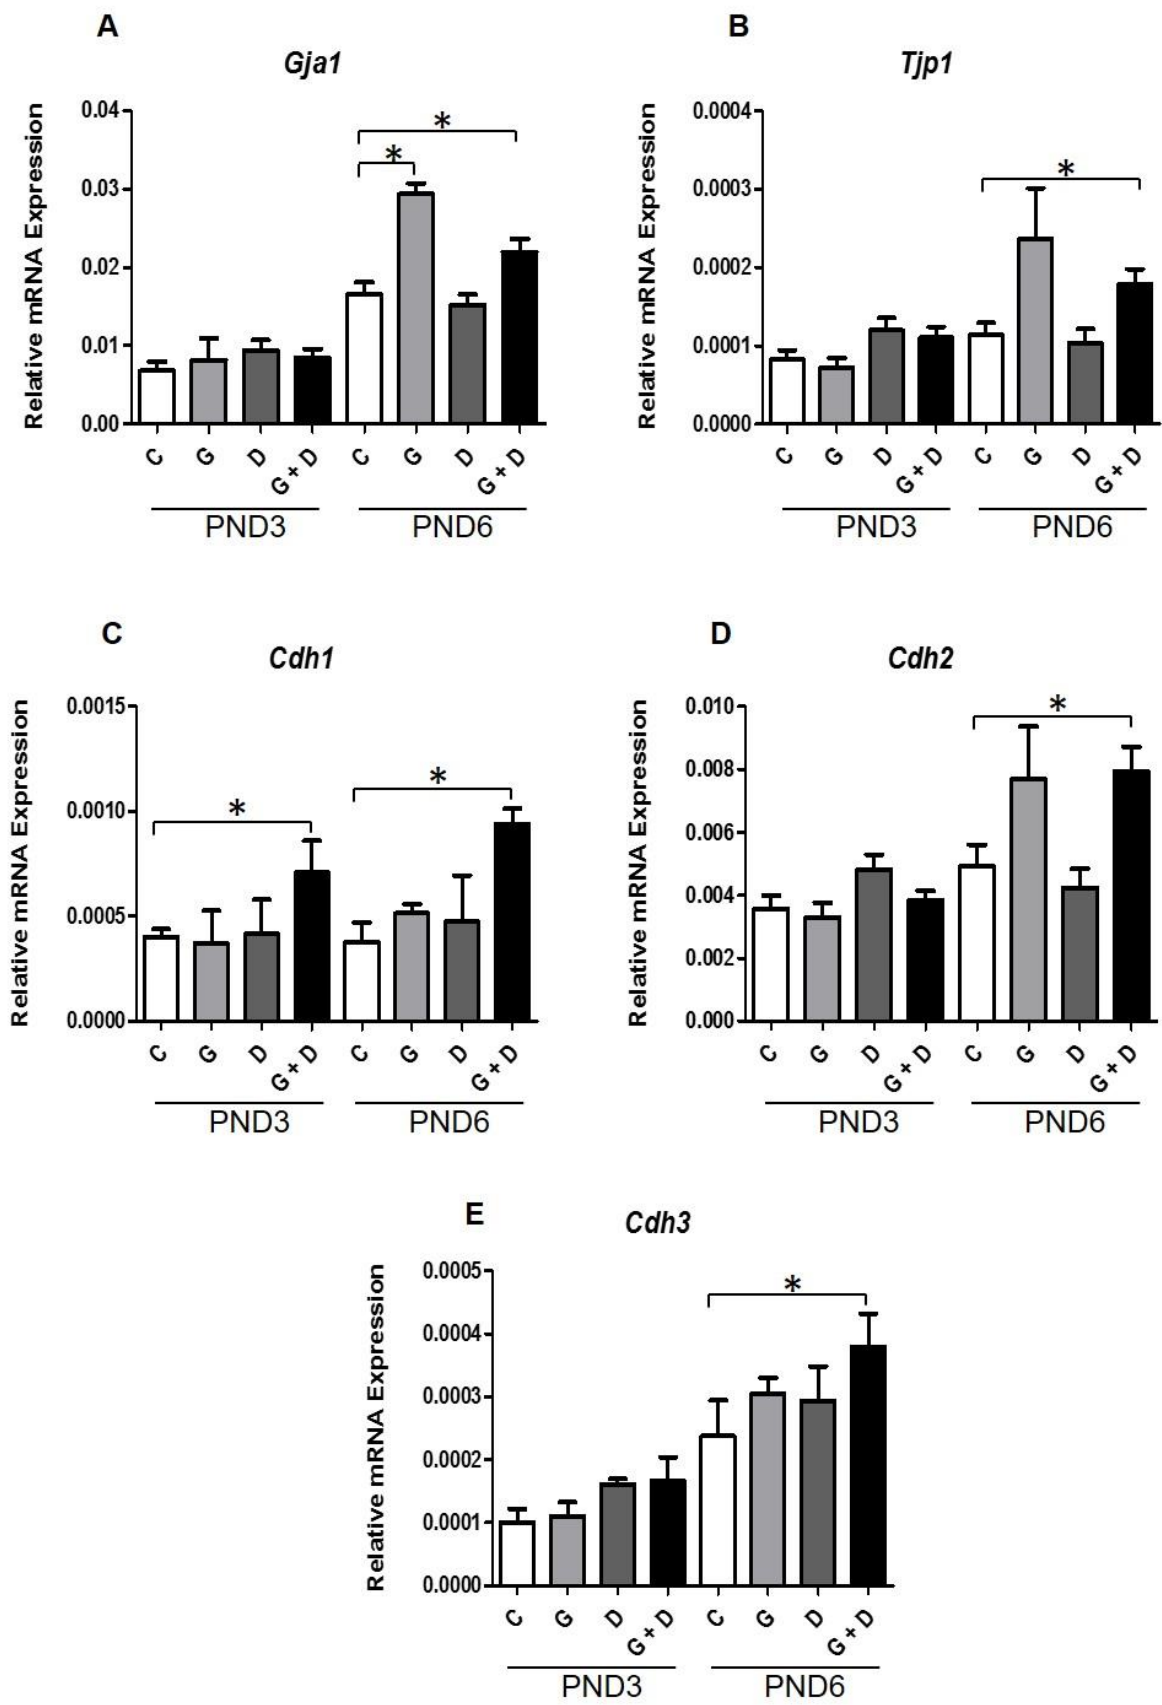 A
Gja1
Relative mRNA Expression
0.04
0.03
0.02
0.01
0.00
*
*
C G D G + D C G D G + D
PND3 PND6
B
Tjp1
Relative mRNA Expression
0.0004
0.0003
0.0002
0.0001
0.0000
*
C G D G + D C G D G + D
PND3 PND6
C
Cdh1
Relative mRNA Expression
0.0015
0.0010
0.0005
0.0000
*
*
C G D G + D C G D G + D
PND3 PND6
D
Cdh2
Relative mRNA Expression
0.010
0.008
0.006
0.004
0.002
0.000
*
C G D G + D C G D G + D
PND3 PND6
E
Cdh3
Relative mRNA Expression
0.0005
0.0004
0.0003
0.0002
0.0001
0.0000
*
C G D G + D C G D G + D
PND3 PND6